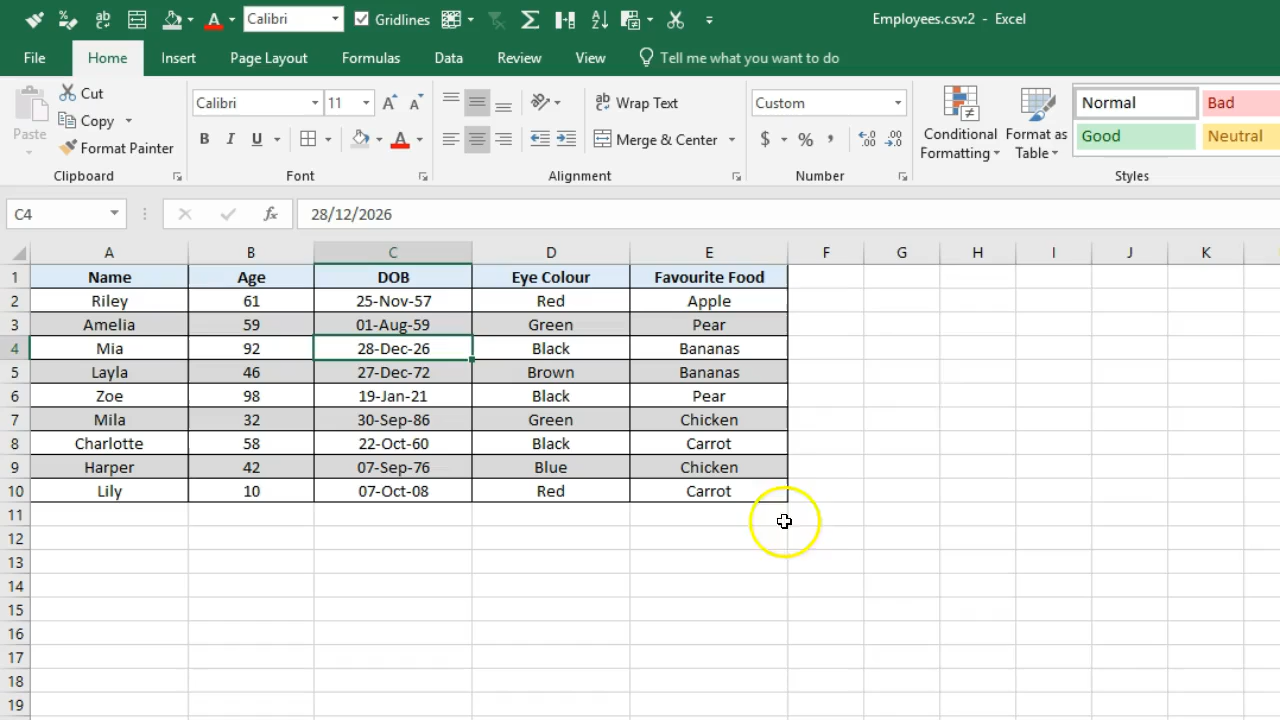 Calibri Gridlines Employees.csv:2 - Excel
File Home Insert Page Layout Formulas Data Review View Tell me what you want to do
Paste Cut Copy Format Painter
Clipboard
Calibri 11
B I U
Font
Wrap Text
Merge & Center
Alignment
Custom
$ % ,
Number
Conditional Formatting
Format as Table
Normal Bad
Good Neutral
Styles
C4 fx 28/12/2026
A B C D E F G H I J K
1 Name Age DOB Eye Colour Favourite Food
2 Riley 61 25-Nov-57 Red Apple
3 Amelia 59 01-Aug-59 Green Pear
4 Mia 92 28-Dec-26 Black Bananas
5 Layla 46 27-Dec-72 Brown Bananas
6 Zoe 98 19-Jan-21 Black Pear
7 Mila 32 30-Sep-86 Green Chicken
8 Charlotte 58 22-Oct-60 Black Carrot
9 Harper 42 07-Sep-76 Blue Chicken
10 Lily 10 07-Oct-08 Red Carrot
11
12
13
14
15
16
17
18
19